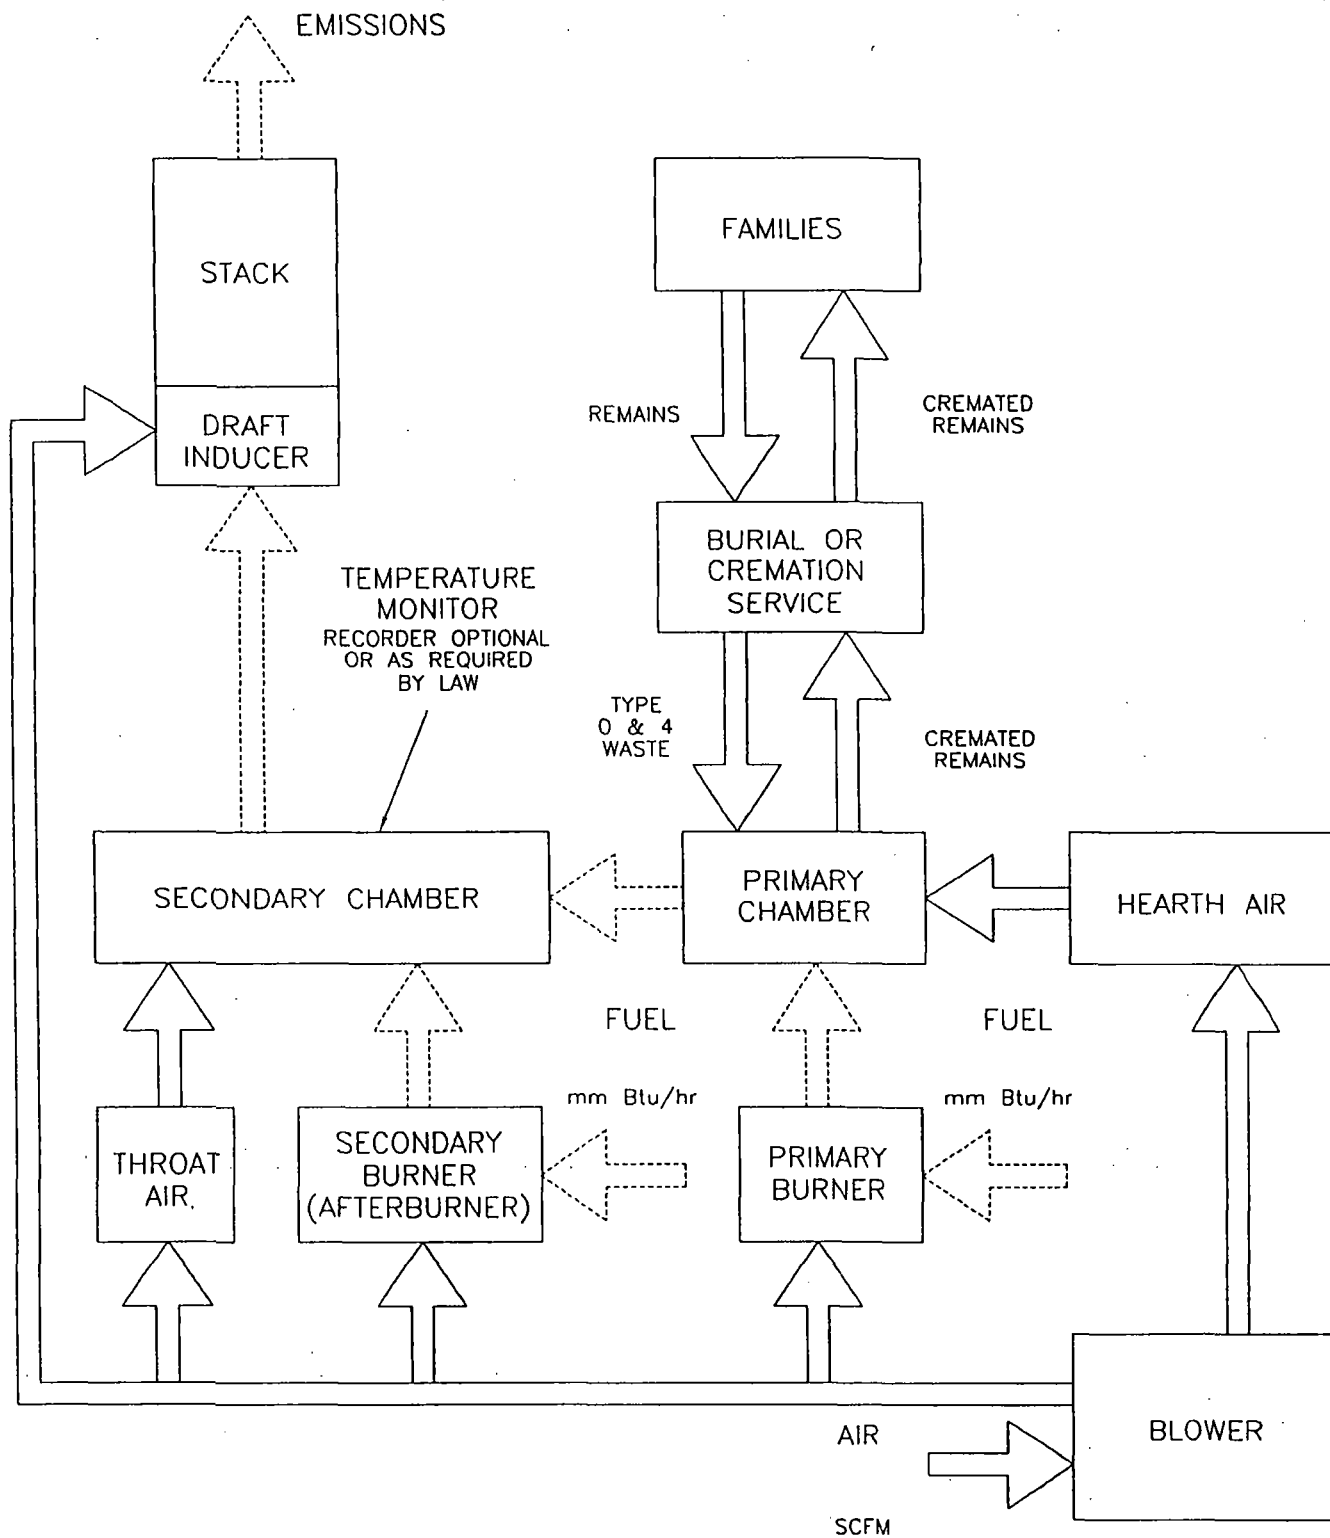 EMISSIONS
STACK
DRAFT
INDUCER
FAMILIES
REMAINS
CREMATED
REMAINS
BURIAL OR
CREMATION
SERVICE
TEMPERATURE
MONITOR
RECORDER OPTIONAL
OR AS REQUIRED
BY LAW
TYPE
0 & 4
WASTE
CREMATED
REMAINS
SECONDARY CHAMBER
PRIMARY
CHAMBER
HEARTH AIR
FUEL
FUEL
mm Btu/hr
mm Btu/hr
THROAT
AIR
SECONDARY
BURNER
(AFTERBURNER)
PRIMARY
BURNER
BLOWER
AIR
SCFM